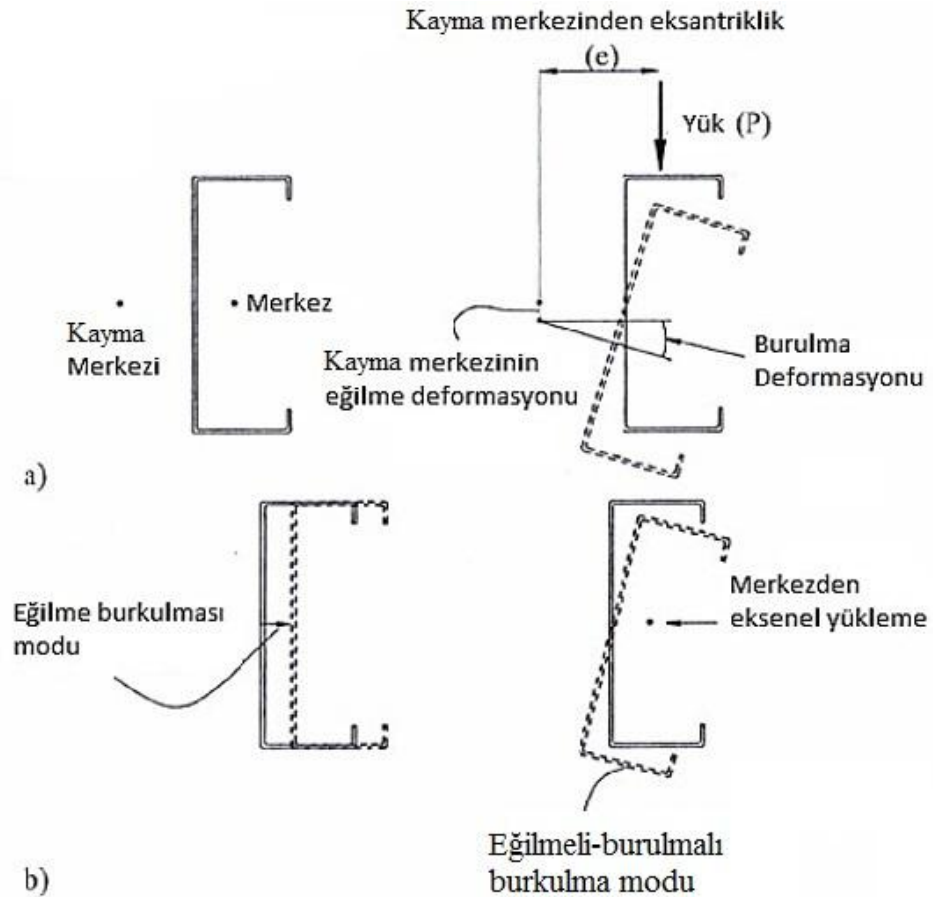 Kayma merkezinden eksantriklik
(e)
Yük (P)
Merkez
Kayma
Merkezi
Kayma merkezinin
eğilme deformasyonu
Burulma
Deformasyonu
a)
Eğilme burkulması
modu
Merkezden
eksenel yükleme
Eğilmeli-burulmalı
burkulma modu
b)